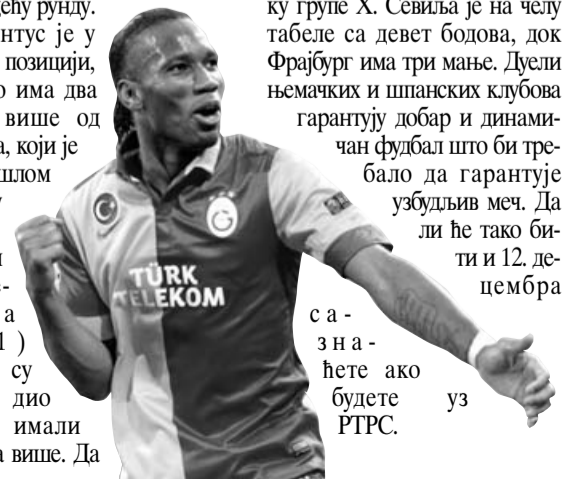 дећу рунду.
нтус је у
позицији,
о има два
више од
а, који је
шлом
а
1 )
су
дио
имали
а више. Да
TÜRK
TELEKOM
ку групе Х. Севиља је на челу
табеле са девет бодова, док
Фрајбург има три мање. Дуели
њемачких и шпанских клубова
гарантују добар и динами-
чан фудбал што би тре-
бало да гарантује
узбудљив меч. Да
ли ће тако би-
ти и 12. де-
цембра
са-
зна-
ћете ако
будете уз
РТРС.